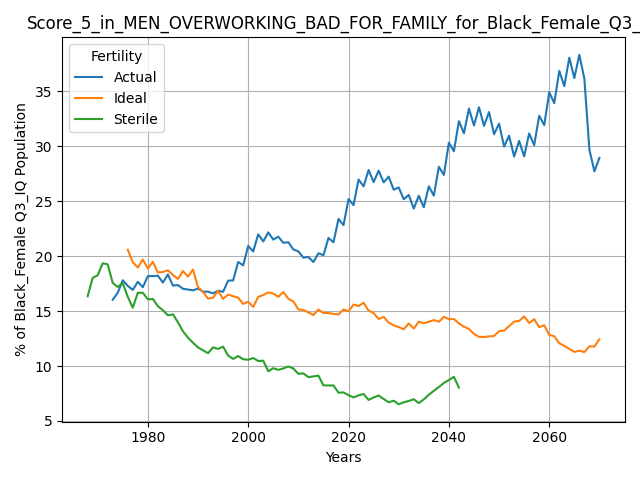 Score_5_in_MEN_OVERWORKING_BAD_FOR_FAMILY_for_Black_Female_Q3_
Fertility
Actual
Ideal
Sterile
% of Black_Female Q3_IQ Population
35
30
25
20
15
10
5
1980
2000
2020
2040
2060
Years